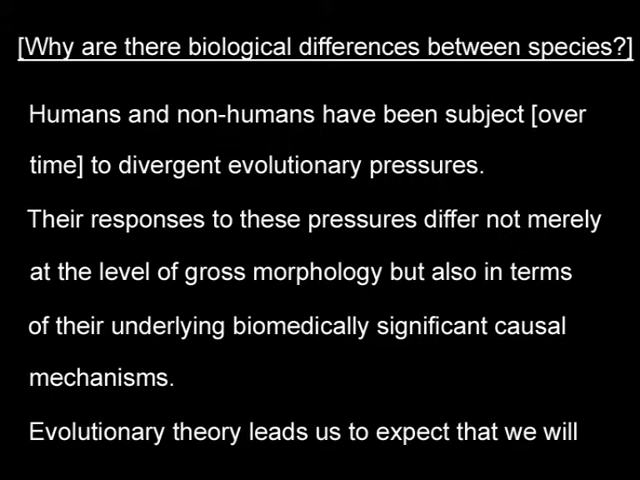 [Why are there biological differences between species?]
Humans and non-humans have been subject [over
time] to divergent evolutionary pressures.
Their responses to these pressures differ not merely
at the level of gross morphology but also in terms
of their underlying biomedically significant causal
mechanisms.
Evolutionary theory leads us to expect that we will